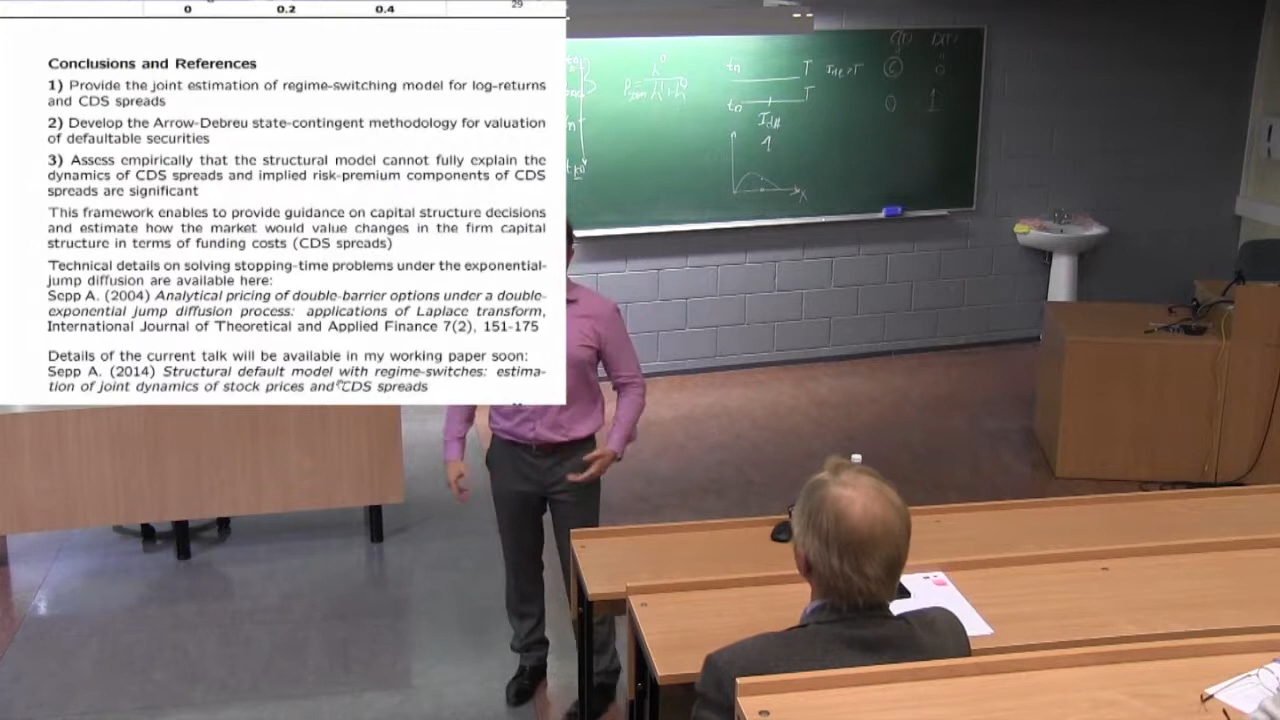 0 0.2 0.4 29
Conclusions and References
1) Provide the joint estimation of regime-switching model for log-returns
and CDS spreads
2) Develop the Arrow-Debreu state-contingent methodology for valuation
of defaultable securities
3) Assess empirically that the structural model cannot fully explain the
dynamics of CDS spreads and implied risk-premium components of CDS
spreads are significant
This framework enables to provide guidance on capital structure decisions
and estimate how the market would value changes in the firm capital
structure in terms of funding costs (CDS spreads)
Technical details on solving stopping-time problems under the exponential-
jump diffusion are available here:
Sepp A. (2004) Analytical pricing of double-barrier options under a double-
exponential jump diffusion process: applications of Laplace transform,
International Journal of Theoretical and Applied Finance 7(2), 151-175
Details of the current talk will be available in my working paper soon:
Sepp A. (2014) Structural default model with regime-switches: estima-
tion of joint dynamics of stock prices and CDS spreads
tn T
tn T
1
X
0 1